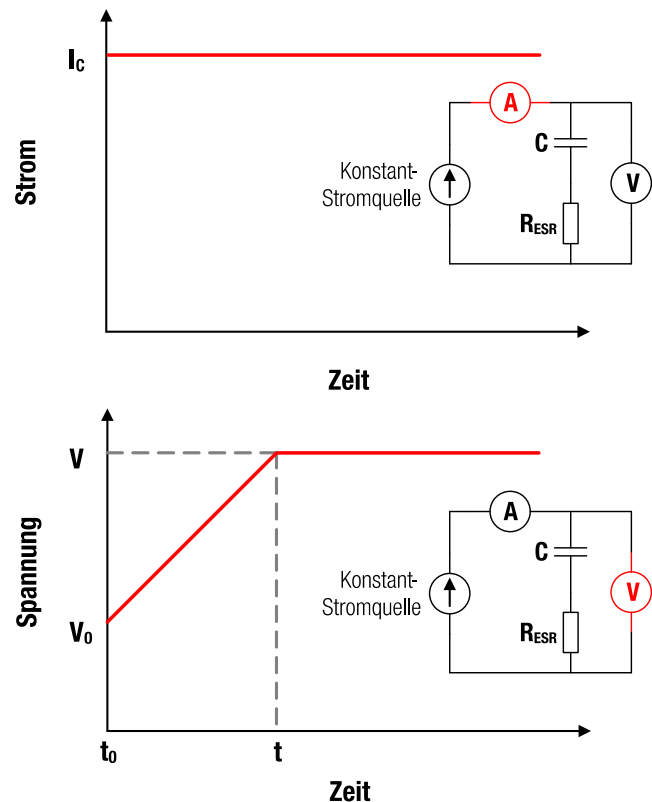 I_C
Strom
A
C
Konstant-
Stromquelle
V
R_ESR
Zeit
V
Spannung
A
C
Konstant-
Stromquelle
V
V_0
R_ESR
t_0
t
Zeit